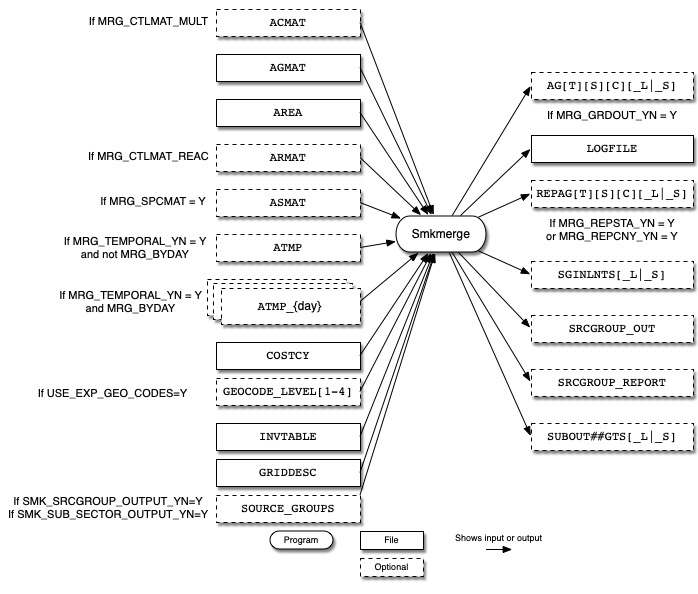 If MRG_CTLMAT_MULT
ACMAT
AGMAT
AREA
If MRG_CTLMAT_REAC
ARMAT
If MRG_SPCMAT = Y
ASMAT
If MRG_TEMPORAL_YN = Y
and not MRG_BYDAY
ATMP
If MRG_TEMPORAL_YN = Y
and MRG_BYDAY
ATMP_{day}
COSTCY
If USE_EXP_GEO_CODES=Y
GEOCODE_LEVEL[1-4]
INVTABLE
GRIDDESC
If SMK_SRCGROUP_OUTPUT_YN=Y
If SMK_SUB_SECTOR_OUTPUT_YN=Y
SOURCE_GROUPS
Smkmerge
AG[T][S][C][_L|_S]
If MRG_GRDOUT_YN = Y
LOGFILE
REPAG[T][S][C][_L|_S]
If MRG_REPSTA_YN = Y
or MRG_REPCNY_YN = Y
SGINLNTS[_L|_S]
SRCGROUP_OUT
SRCGROUP_REPORT
SUBOUT##GTS[_L|_S]
Program
File
Optional
Shows input or output